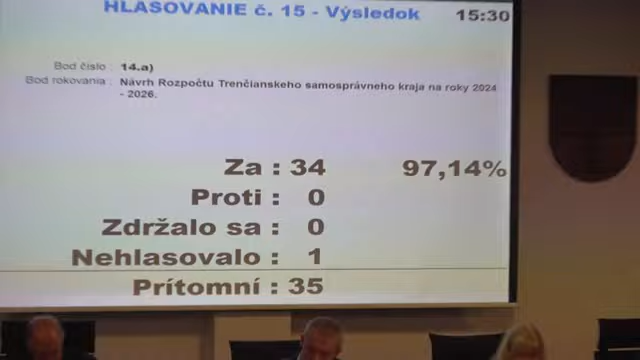 HLASOVANIE č. 15 - Výsledok 15:30
Bod číslo : 14.a)
Bod rokovania : Návrh Rozpočtu Trenčianskeho samosprávneho kraja na roky 2024
- 2026.
Za : 34 97,14%
Proti : 0
Zdržalo sa : 0
Nehlasovalo : 1
Prítomní : 35